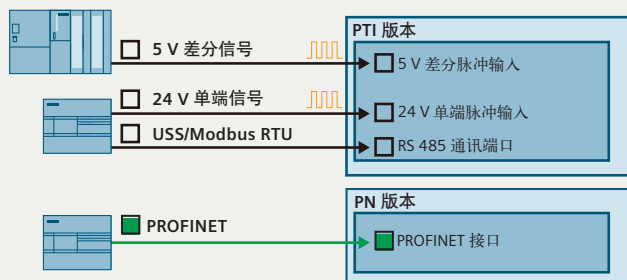 PTI 版本
5 V 差分信号
5 V 差分脉冲输入
24 V 单端信号
24 V 单端脉冲输入
USS/Modbus RTU
RS 485 通讯端口
PN 版本
PROFINET
PROFINET 接口